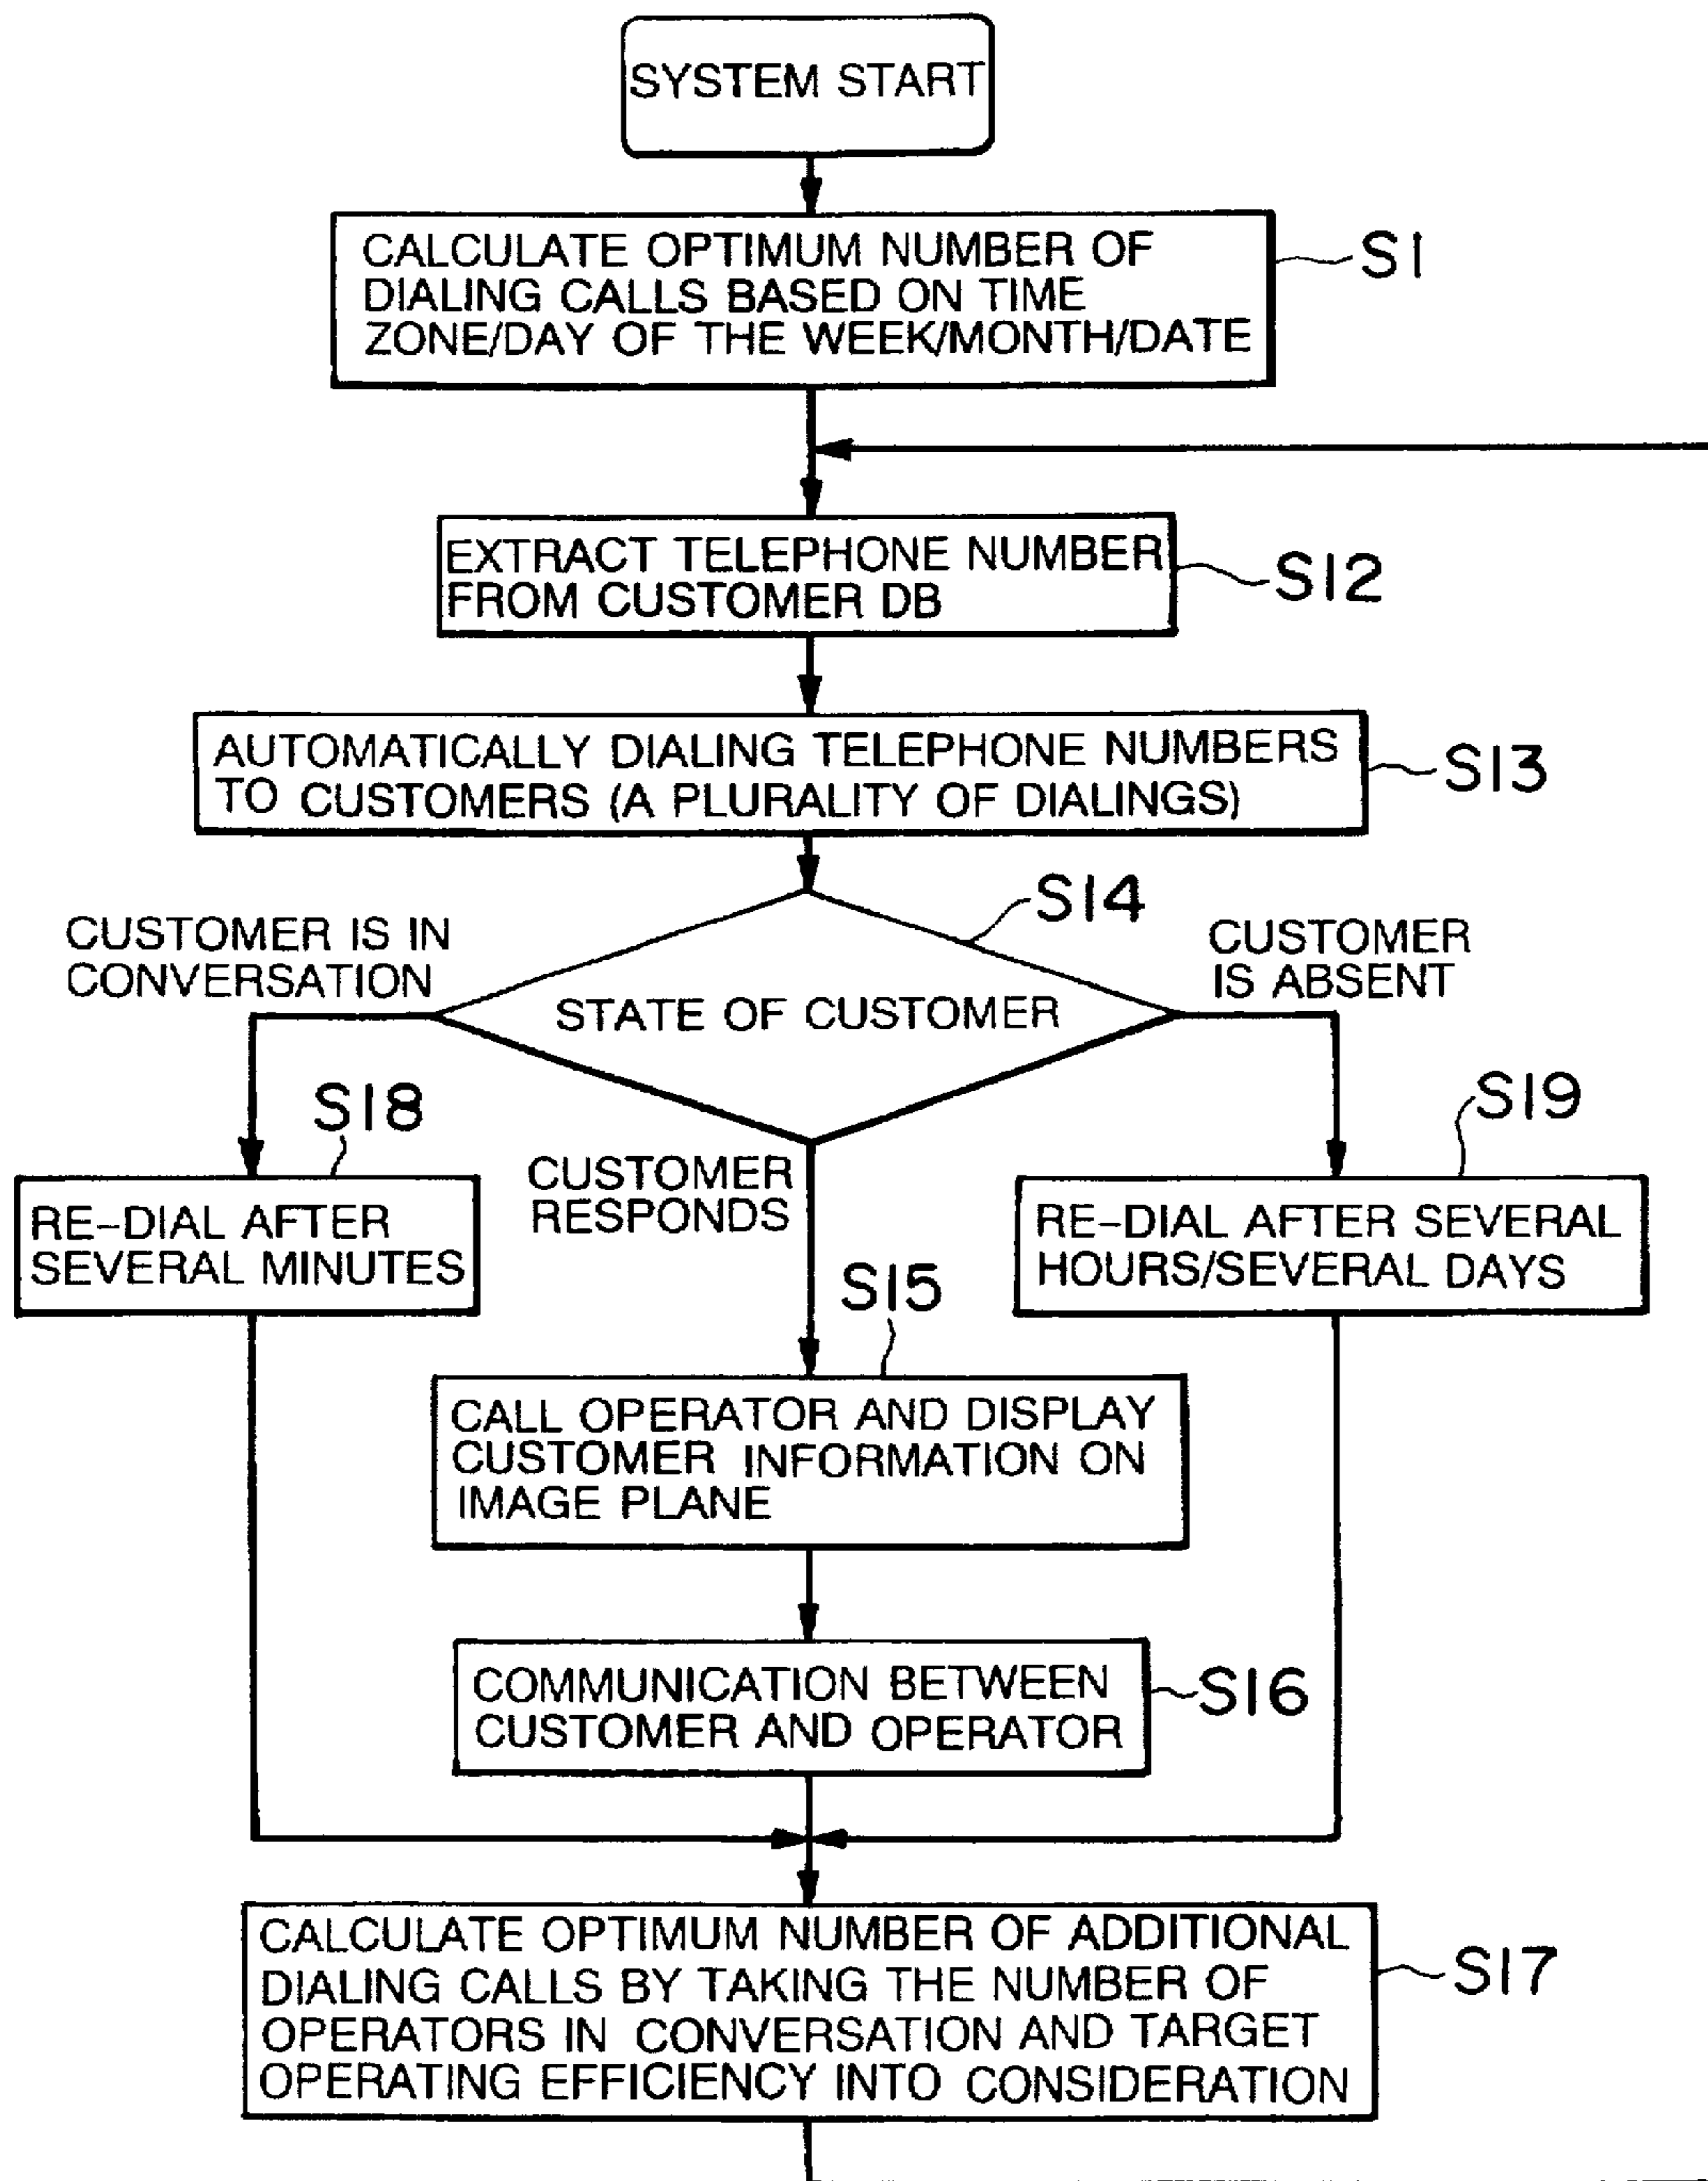 SYSTEM START
CALCULATE OPTIMUM NUMBER OF
DIALING CALLS BASED ON TIME
ZONE/DAY OF THE WEEK/MONTH/DATE
S1
EXTRACT TELEPHONE NUMBER
FROM CUSTOMER DB
S12
AUTOMATICALLY DIALING TELEPHONE NUMBERS
TO CUSTOMERS (A PLURALITY OF DIALINGS)
S13
S14
CUSTOMER IS IN
CONVERSATION
STATE OF CUSTOMER
CUSTOMER
IS ABSENT
S18
RE-DIAL AFTER
SEVERAL MINUTES
CUSTOMER
RESPONDS
S19
RE-DIAL AFTER SEVERAL
HOURS/SEVERAL DAYS
S15
CALL OPERATOR AND DISPLAY
CUSTOMER INFORMATION ON
IMAGE PLANE
COMMUNICATION BETWEEN
CUSTOMER AND OPERATOR
S16
CALCULATE OPTIMUM NUMBER OF ADDITIONAL
DIALING CALLS BY TAKING THE NUMBER OF
OPERATORS IN CONVERSATION AND TARGET
OPERATING EFFICIENCY INTO CONSIDERATION
S17